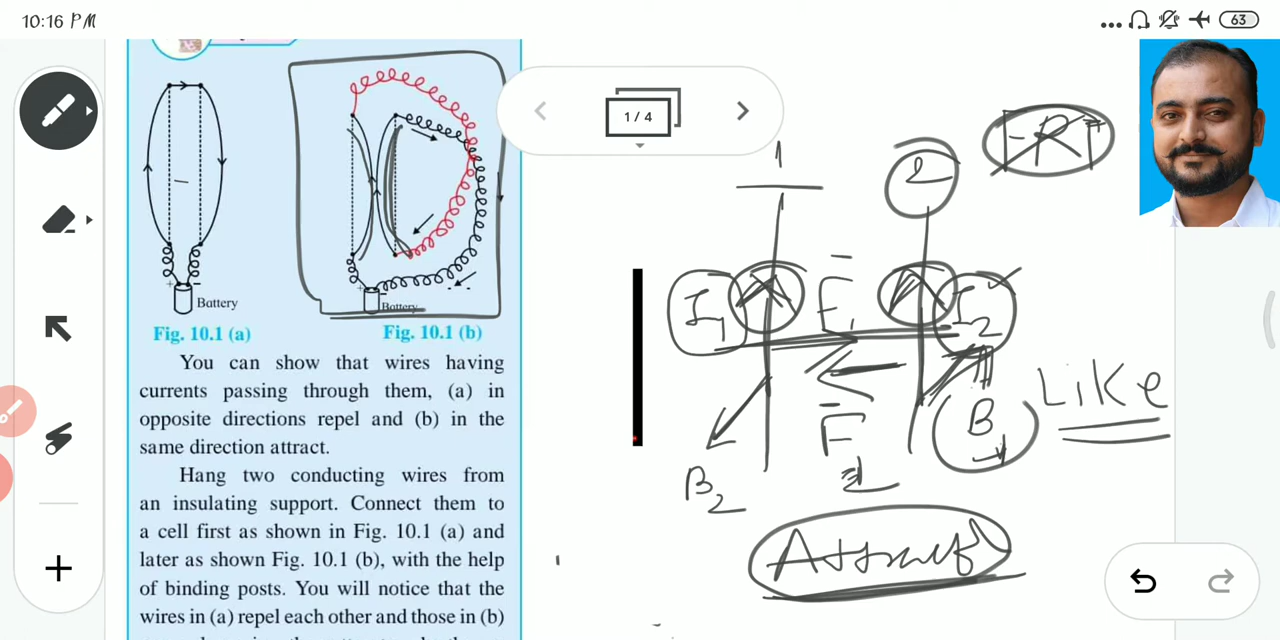 10:16 PM
63
1 / 4
Battery
Battery
Fig. 10.1 (a)
Fig. 10.1 (b)
You can show that wires having
currents passing through them, (a) in
opposite directions repel and (b) in the
same direction attract.
Hang two conducting wires from
an insulating support. Connect them to
a cell first as shown in Fig. 10.1 (a) and
later as shown Fig. 10.1 (b), with the help
of binding posts. You will notice that the
wires in (a) repel each other and those in (b)
1
2
I1
F1
I2
F
B
Like
B2
Attract